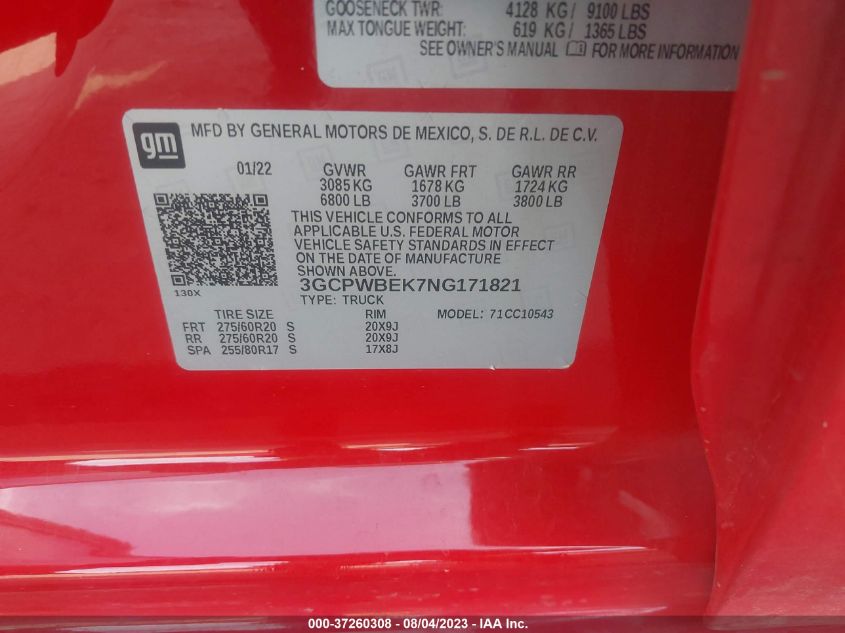 GOOSENECK TWR: 4128 KG / 9100 LBS
MAX TONGUE WEIGHT: 619 KG / 1365 LBS
SEE OWNER'S MANUAL FOR MORE INFORMATION
gm MFD BY GENERAL MOTORS DE MEXICO, S. DE R.L. DE C.V.
01/22 GVWR GAWR FRT GAWR RR
3085 KG 1678 KG 1724 KG
6800 LB 3700 LB 3800 LB
THIS VEHICLE CONFORMS TO ALL
APPLICABLE U.S. FEDERAL MOTOR
VEHICLE SAFETY STANDARDS IN EFFECT
ON THE DATE OF MANUFACTURE
SHOWN ABOVE.
3GCPWBEK7NG171821
130X
TYPE: TRUCK
TIRE SIZE RIM MODEL: 71CC10543
FRT 275/60R20 S 20X9J
RR 275/60R20 S 20X9J
SPA 255/80R17 S 17X8J
000-37260308 - 08/04/2023 - IAA Inc.